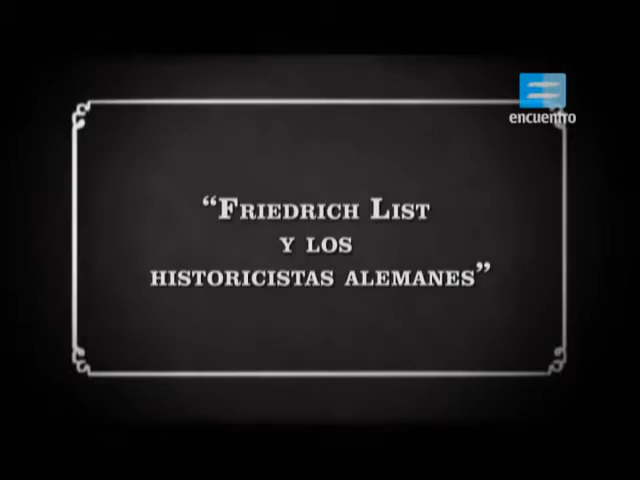 encuentro
“FRIEDRICH LIST
Y LOS
HISTORICISTAS ALEMANES”